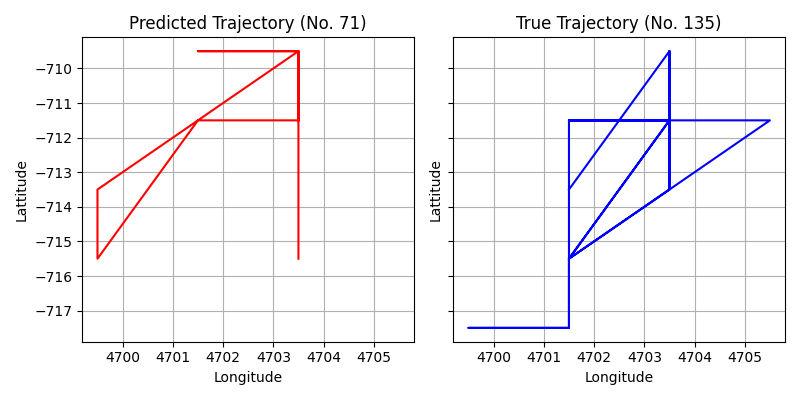 Predicted Trajectory (No. 71)
True Trajectory (No. 135)
Lattitude
−710
−711
−712
−713
−714
−715
−716
−717
4700 4701 4702 4703 4704 4705
Longitude
Lattitude
4700 4701 4702 4703 4704 4705
Longitude